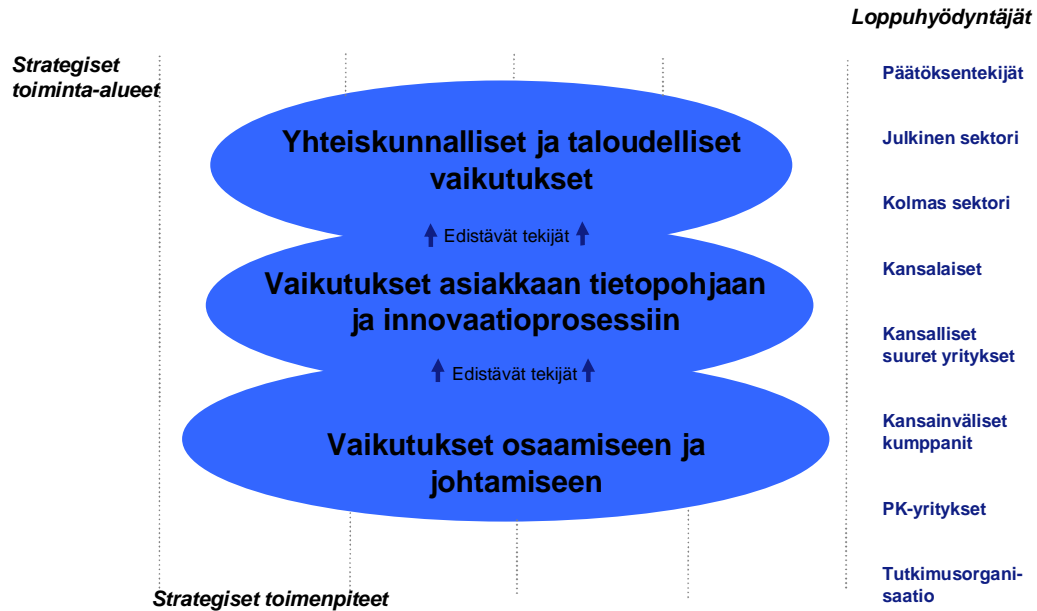 Loppuhyödyntäjät
Strategiset
toiminta-alueet
Yhteiskunnalliset ja taloudelliset
vaikutukset
Edistävät tekijät
Vaikutukset asiakkaan tietopohjaan
ja innovaatioprosessiin
Edistävät tekijät
Vaikutukset osaamiseen ja
johtamiseen
Strategiset toimenpiteet
Päätöksentekijät
Julkinen sektori
Kolmas sektori
Kansalaiset
Kansalliset
suuret yritykset
Kansainväliset
kumppanit
PK-yritykset
Tutkimusorgani-
saatio